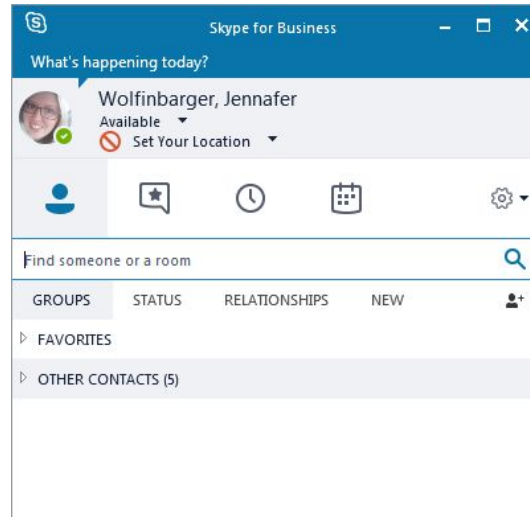 Skype for Business
What's happening today?
Wolfinbarger, Jennafer
Available
Set Your Location
Find someone or a room
GROUPS STATUS RELATIONSHIPS NEW
FAVORITES
OTHER CONTACTS (5)